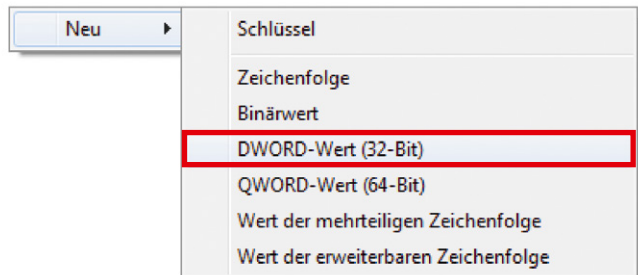 Neu
Schlüssel
Zeichenfolge
Binärwert
DWORD-Wert (32-Bit)
QWORD-Wert (64-Bit)
Wert der mehrteiligen Zeichenfolge
Wert der erweiterbaren Zeichenfolge